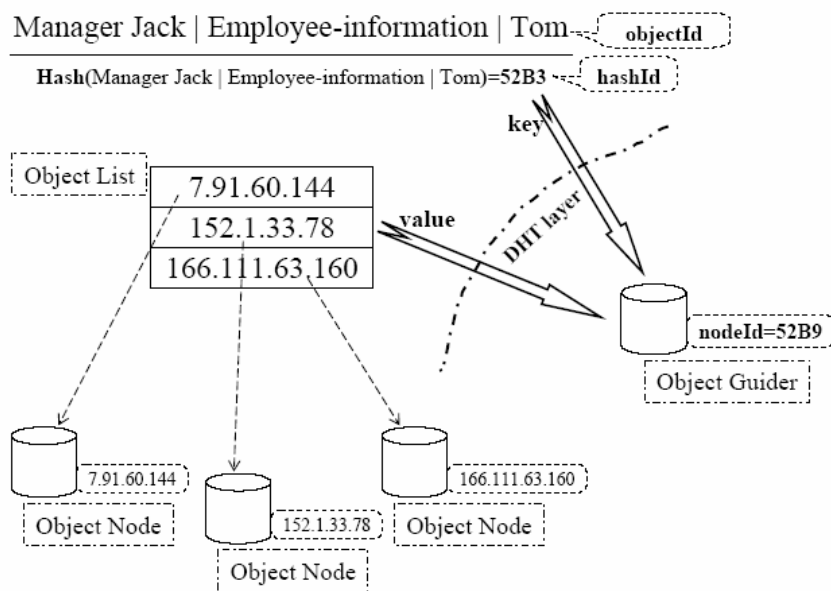 Manager Jack | Employee-information | Tom
objectId
Hash(Manager Jack | Employee-information | Tom)=52B3
hashId
key
Object List
7.91.60.144
152.1.33.78
166.111.63.160
value
DHT layer
nodeId=52B9
Object Guider
7.91.60.144
Object Node
152.1.33.78
Object Node
166.111.63.160
Object Node